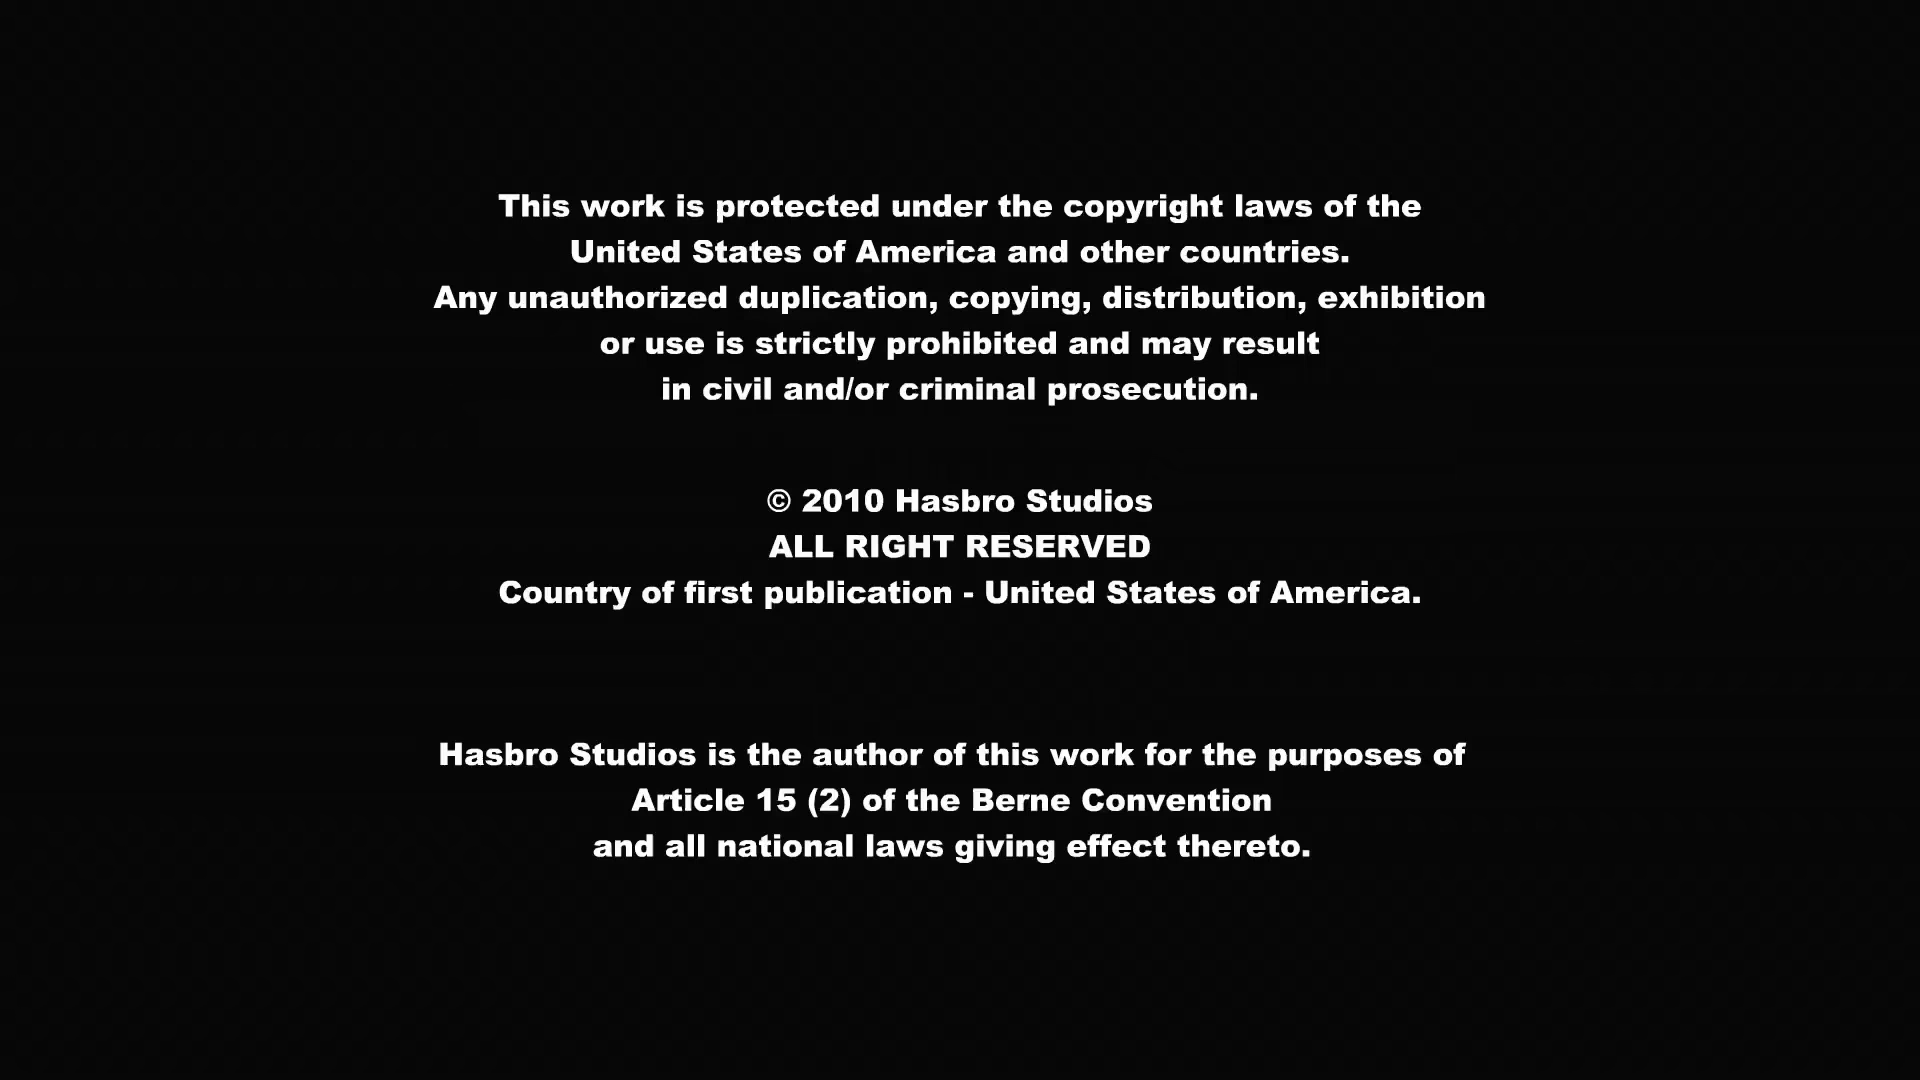 This work is protected under the copyright laws of the
United States of America and other countries.
Any unauthorized duplication, copying, distribution, exhibition
or use is strictly prohibited and may result
in civil and/or criminal prosecution.
© 2010 Hasbro Studios
ALL RIGHT RESERVED
Country of first publication - United States of America.
Hasbro Studios is the author of this work for the purposes of
Article 15 (2) of the Berne Convention
and all national laws giving effect thereto.